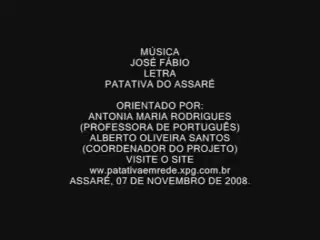 MÚSICA
JOSÉ FÁBIO
LETRA
PATATIVA DO ASSARÉ
ORIENTADO POR:
ANTONIA MARIA RODRIGUES
(PROFESSORA DE PORTUGUÊS)
ALBERTO OLIVEIRA SANTOS
(COORDENADOR DO PROJETO)
VISITE O SITE
ww.patativaemrede.xpg.com.br
ASSARÉ, 07 DE NOVEMBRO DE 2008.